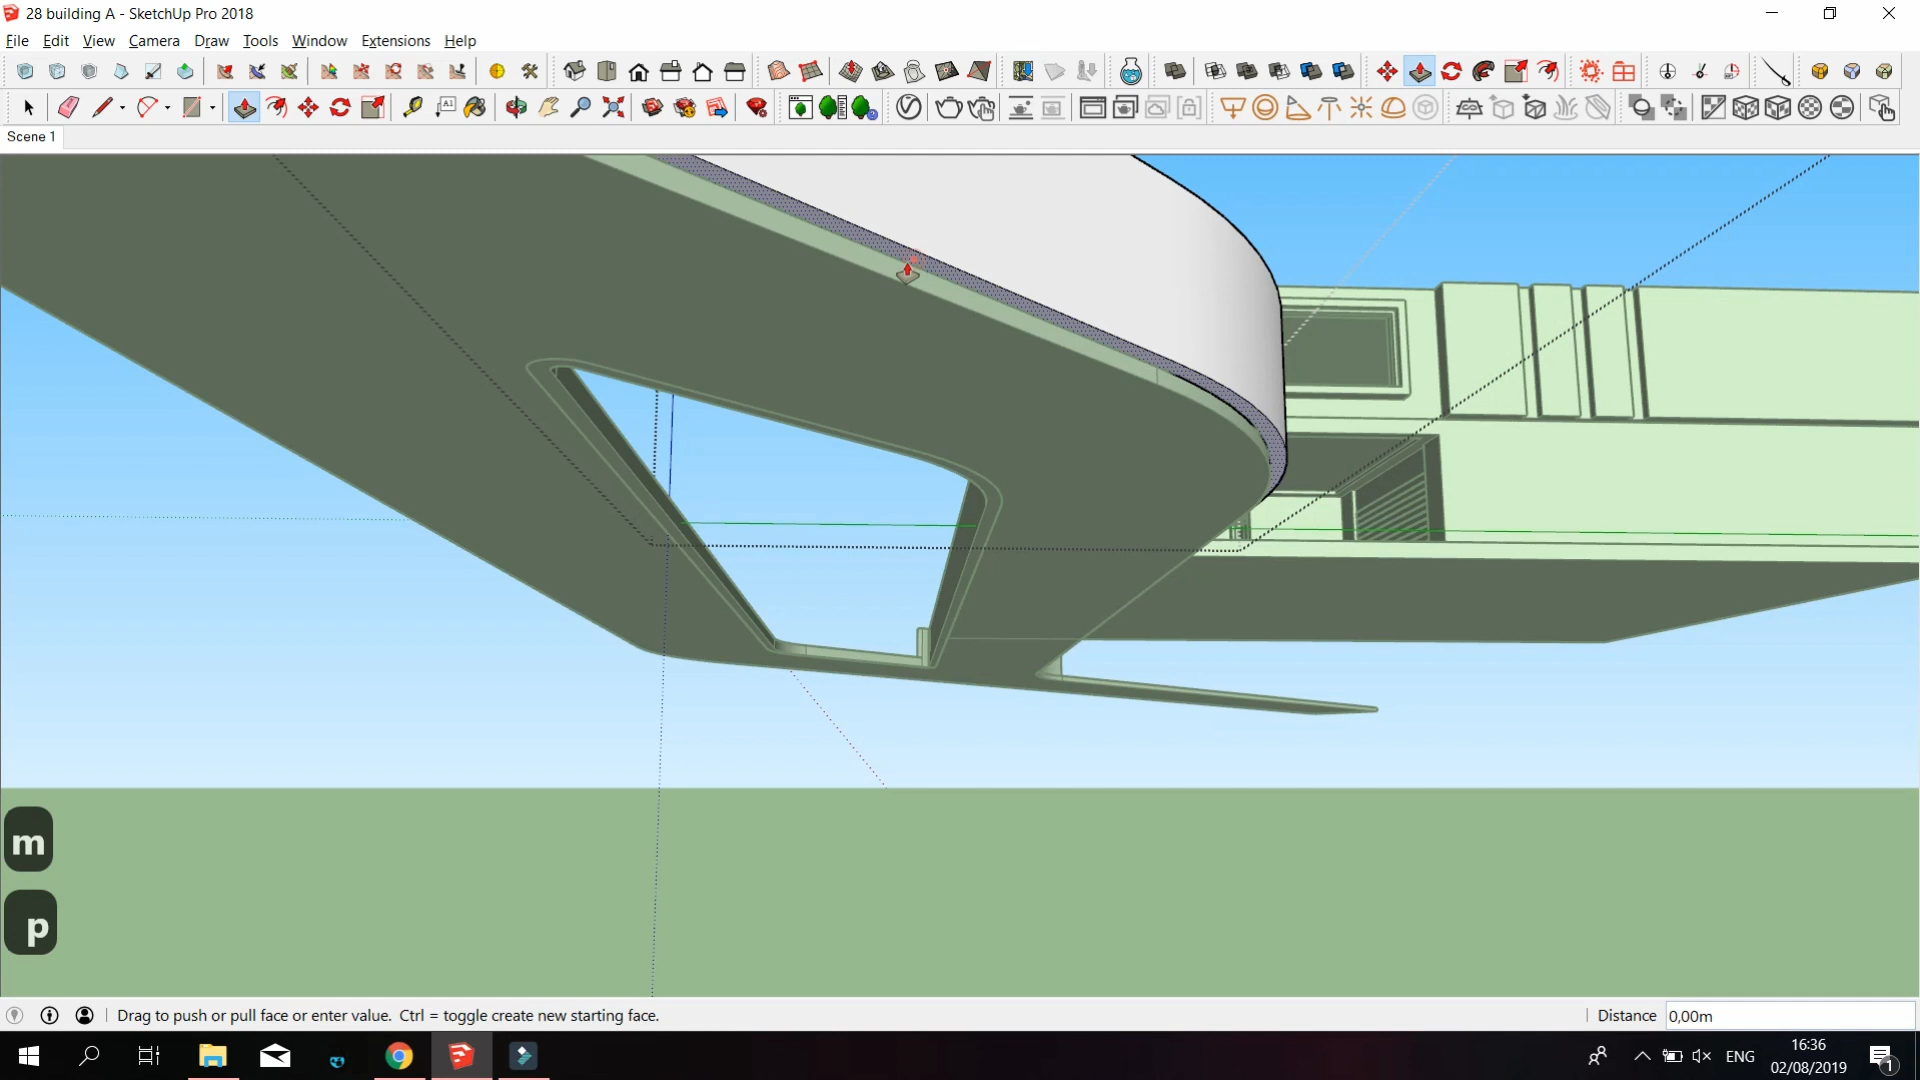 28 building A - SketchUp Pro 2018
File Edit View Camera Draw Tools Window Extensions Help
A1
Scene 1
m
p
Drag to push or pull face or enter value. Ctrl = toggle create new starting face.
Distance 0,00m
ENG
16:36
02/08/2019
1